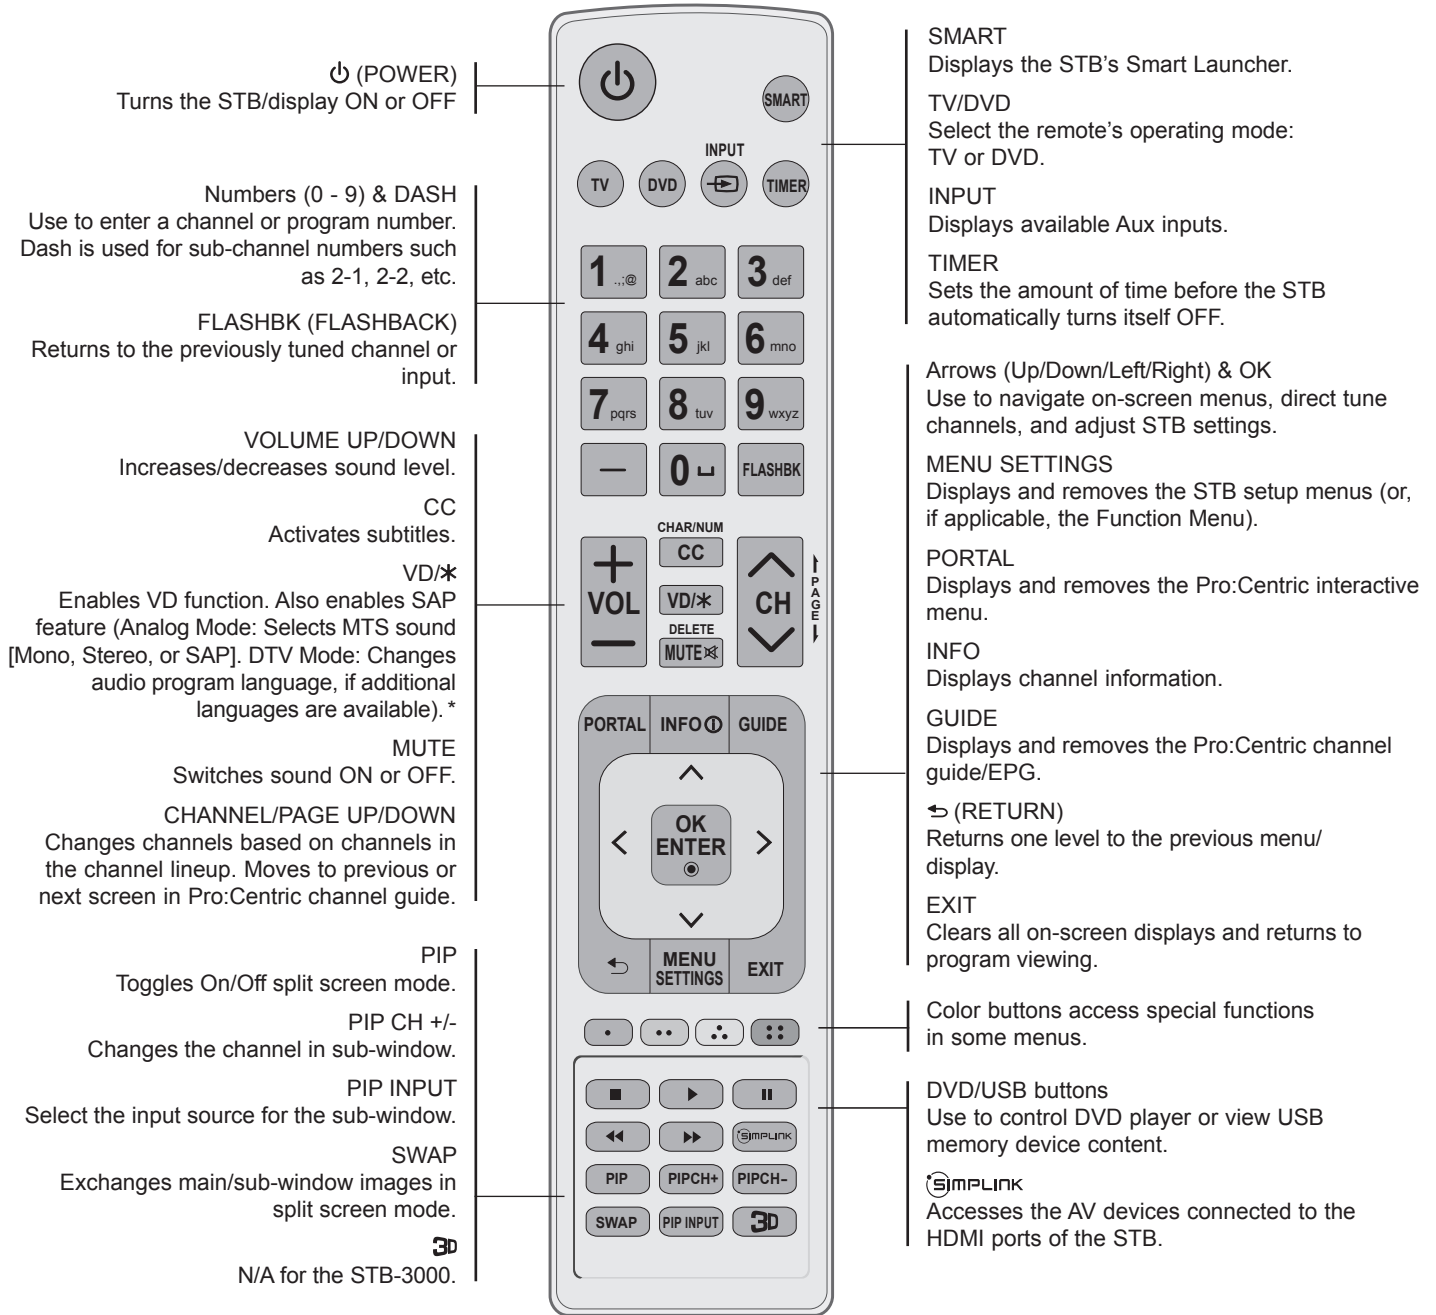 (POWER)
Turns the STB/display ON or OFF
Numbers (0 - 9) & DASH
Use to enter a channel or program number.
Dash is used for sub-channel numbers such
as 2-1, 2-2, etc.
FLASHBK (FLASHBACK)
Returns to the previously tuned channel or
input.
VOLUME UP/DOWN
Increases/decreases sound level.
CC
Activates subtitles.
VD/*
Enables VD function. Also enables SAP
feature (Analog Mode: Selects MTS sound
[Mono, Stereo, or SAP]. DTV Mode: Changes
audio program language, if additional
languages are available). *
MUTE
Switches sound ON or OFF.
CHANNEL/PAGE UP/DOWN
Changes channels based on channels in
the channel lineup. Moves to previous or
next screen in Pro:Centric channel guide.
PIP
Toggles On/Off split screen mode.
PIP CH +/-
Changes the channel in sub-window.
PIP INPUT
Select the input source for the sub-window.
SWAP
Exchanges main/sub-window images in
split screen mode.
3D
N/A for the STB-3000.
SMART
INPUT
TV DVD TIMER
1 .,;@ 2 abc 3 def
4 ghi 5 jkl 6 mno
7 pqrs 8 tuv 9 wxyz
— 0 FLASHBK
CHAR/NUM
CC
+ VOL —
VD/*
CH
PAGE
DELETE
MUTE
PORTAL INFO GUIDE
OK
ENTER
MENU
SETTINGS
EXIT
SIMPLINK
PIP PIPCH+ PIPCH-
SWAP PIP INPUT 3D
SMART
Displays the STB's Smart Launcher.
TV/DVD
Select the remote's operating mode:
TV or DVD.
INPUT
Displays available Aux inputs.
TIMER
Sets the amount of time before the STB
automatically turns itself OFF.
Arrows (Up/Down/Left/Right) & OK
Use to navigate on-screen menus, direct tune
channels, and adjust STB settings.
MENU SETTINGS
Displays and removes the STB setup menus (or,
if applicable, the Function Menu).
PORTAL
Displays and removes the Pro:Centric interactive
menu.
INFO
Displays channel information.
GUIDE
Displays and removes the Pro:Centric channel
guide/EPG.
(RETURN)
Returns one level to the previous menu/
display.
EXIT
Clears all on-screen displays and returns to
program viewing.
Color buttons access special functions
in some menus.
DVD/USB buttons
Use to control DVD player or view USB
memory device content.
SIMPLINK
Accesses the AV devices connected to the
HDMI ports of the STB.